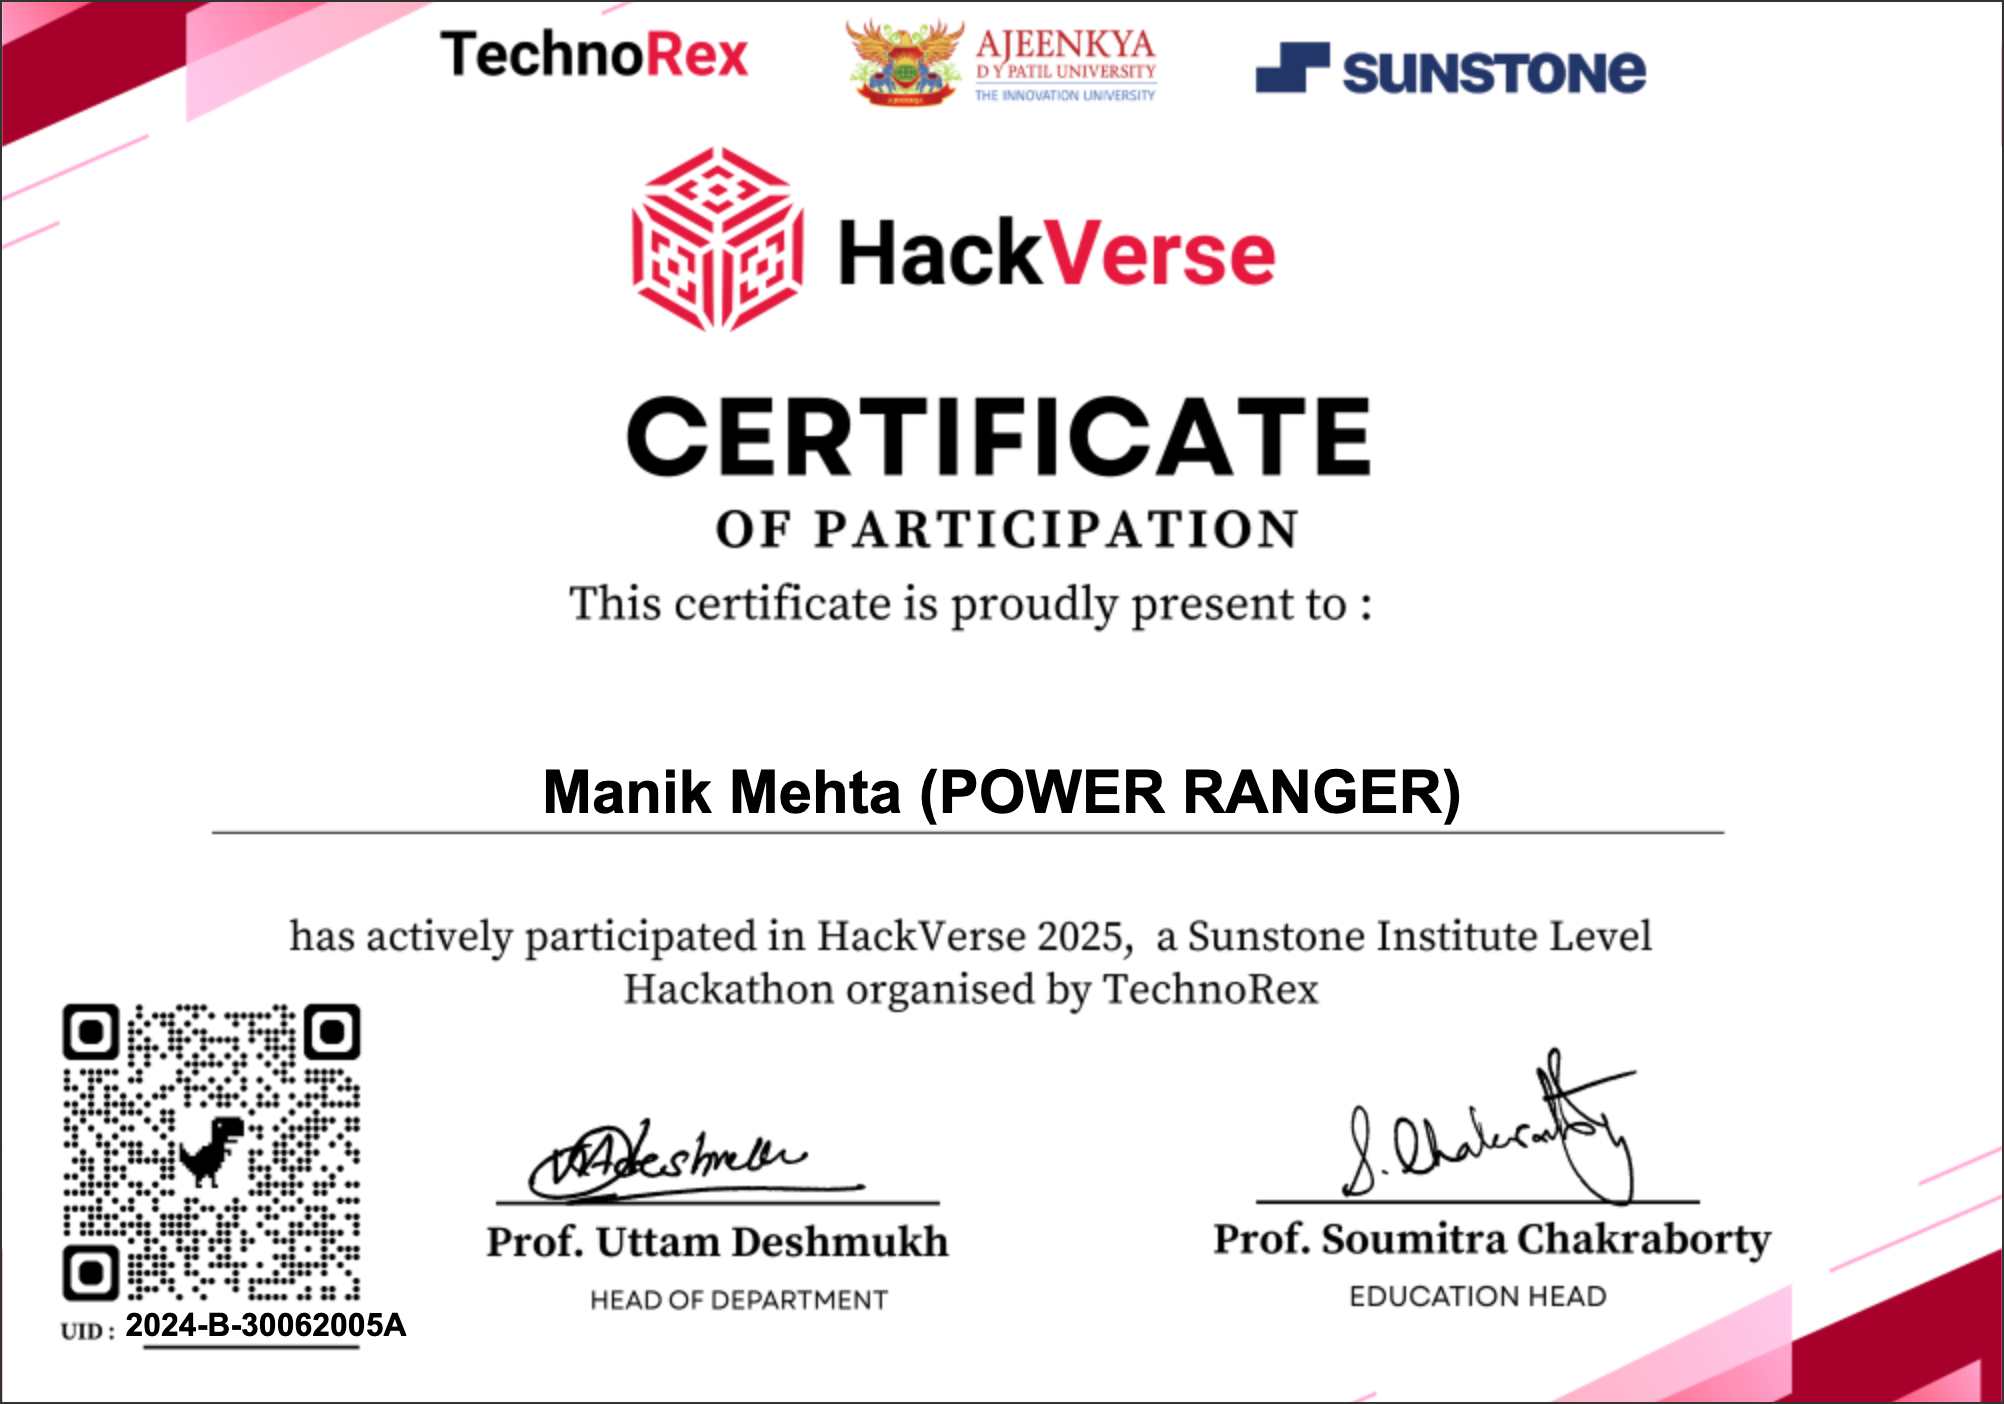 TechnoRex
AJEENKYA
D Y PATIL UNIVERSITY
THE INNOVATION UNIVERSITY
SUNSTONE
HackVerse
CERTIFICATE
OF PARTICIPATION
This certificate is proudly present to :
Manik Mehta (POWER RANGER)
has actively participated in HackVerse 2025, a Sunstone Institute Level
Hackathon organised by TechnoRex
S. Chakraborty
Prof. Uttam Deshmukh
HEAD OF DEPARTMENT
Prof. Soumitra Chakraborty
EDUCATION HEAD
UID : 2024-B-30062005A